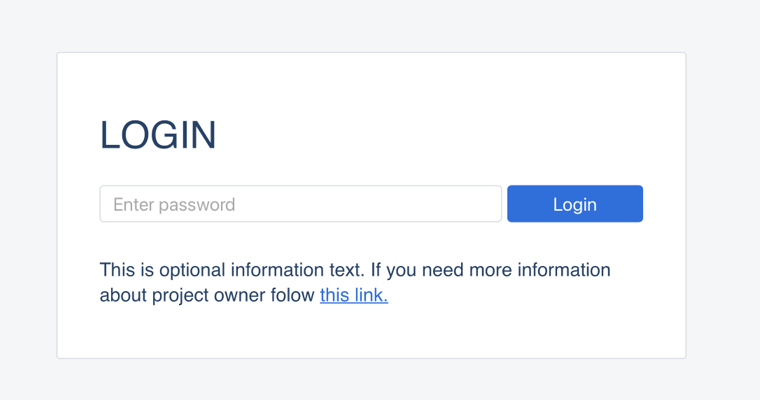 LOGIN
Enter password
Login
This is optional information text. If you need more information
about project owner folow this link.